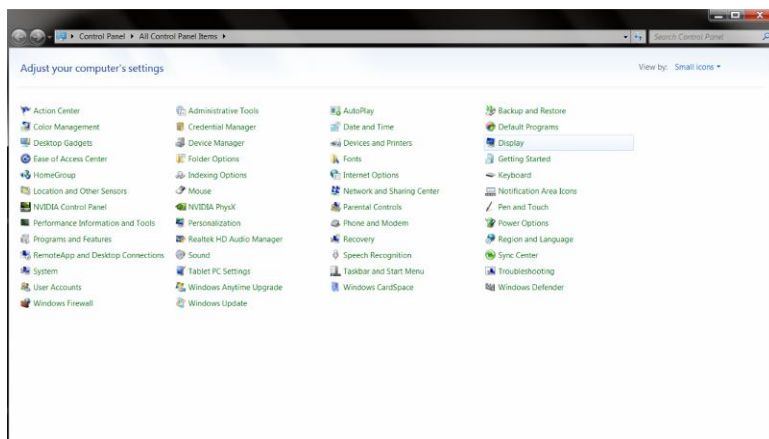 Control Panel ▸ All Control Panel Items ▸
Search Control Panel
Adjust your computer's settings
View by: Small icons
Action Center
Administrative Tools
AutoPlay
Backup and Restore
Color Management
Credential Manager
Date and Time
Default Programs
Desktop Gadgets
Device Manager
Devices and Printers
Display
Ease of Access Center
Folder Options
Fonts
Getting Started
HomeGroup
Indexing Options
Internet Options
Keyboard
Location and Other Sensors
Mouse
Network and Sharing Center
Notification Area Icons
NVIDIA Control Panel
NVIDIA PhysX
Parental Controls
Pen and Touch
Performance Information and Tools
Personalization
Phone and Modem
Power Options
Programs and Features
Realtek HD Audio Manager
Recovery
Region and Language
RemoteApp and Desktop Connections
Sound
Speech Recognition
Sync Center
System
Tablet PC Settings
Taskbar and Start Menu
Troubleshooting
User Accounts
Windows Anytime Upgrade
Windows CardSpace
Windows Defender
Windows Firewall
Windows Update